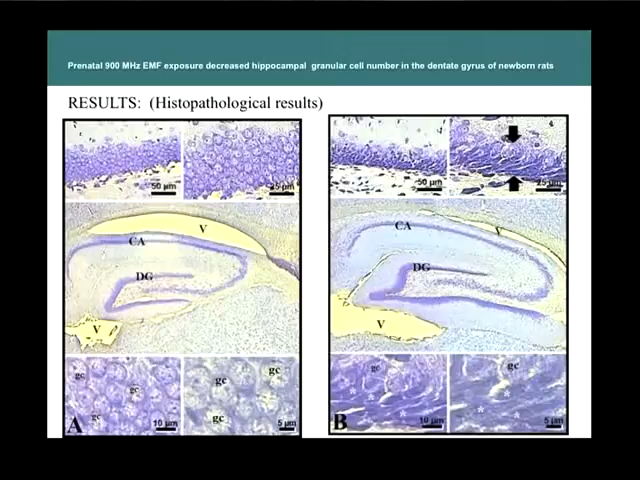 Prenatal 900 MHz EMF exposure decreased hippocampal granular cell number in the dentate gyrus of newborn rats
RESULTS: (Histopathological results)
50 µm
25 µm
V
CA
DG
V
gc
gc
gc
A
10 µm
gc
gc
gc
5 µm
50 µm
25 µm
CA
V
DG
V
gc
* * *
B
10 µm
gc
* * *
5 µm